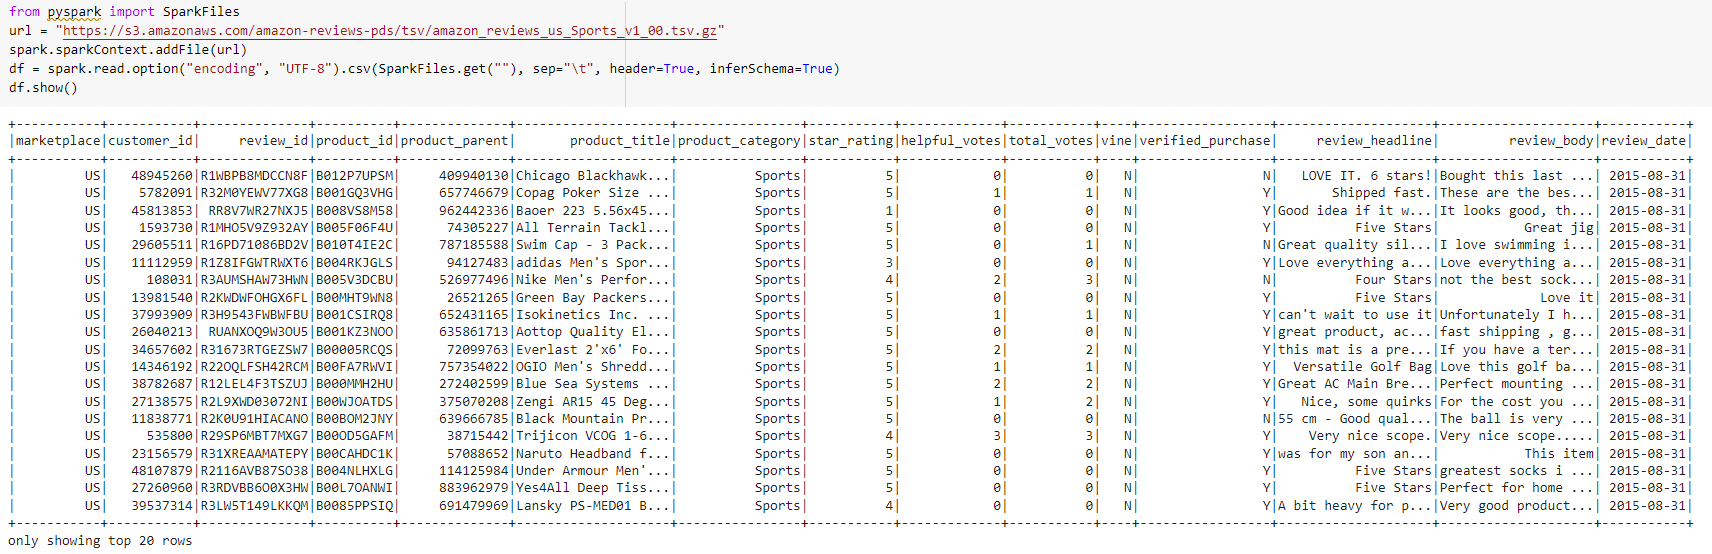 from pyspark import SparkFiles
url = "https://s3.amazonaws.com/amazon-reviews-pds/tsv/amazon_reviews_us_Sports_v1_00.tsv.gz"
spark.sparkContext.addFile(url)
df = spark.read.option("encoding", "UTF-8").csv(SparkFiles.get(""), sep="\t", header=True, inferSchema=True)
df.show()
+-----------+-----------+--------------+----------+--------------+--------------------+----------------+-----------+-------------+-----------+----+-----------------+--------------------+--------------------+-----------+
|marketplace|customer_id|     review_id|product_id|product_parent|       product_title|product_category|star_rating|helpful_votes|total_votes|vine|verified_purchase|     review_headline|         review_body|review_date|
+-----------+-----------+--------------+----------+--------------+--------------------+----------------+-----------+-------------+-----------+----+-----------------+--------------------+--------------------+-----------+
|         US|   48945260|R1WBPB8MDCCN8F|B012P7UPSM|     409940130|Chicago Blackhawk...|          Sports|          5|            0|          0|   N|                N|   LOVE IT. 6 stars!|Bought this last ...| 2015-08-31|
|         US|    5782091|R32M0YEWV77XG8|B001GQ3VHG|     657746679|Copag Poker Size ...|          Sports|          5|            1|          1|   N|                Y|       Shipped fast.|These are the bes...| 2015-08-31|
|         US|   45813853| RR8V7WR27NXJ5|B008VS8M58|     962442336|Baoer 223 5.56x45...|          Sports|          1|            0|          0|   N|                Y|Good idea if it w...|It looks good, th...| 2015-08-31|
|         US|    1593730|R1MHO5V9Z932AY|B005F06F4U|      74305227|All Terrain Tackl...|          Sports|          5|            0|          0|   N|                Y|          Five Stars|           Great jig| 2015-08-31|
|         US|   29605511|R16PD71086BD2V|B010T4IE2C|     787185588|Swim Cap - 3 Pack...|          Sports|          5|            0|          1|   N|                N|Great quality sil...|I love swimming i...| 2015-08-31|
|         US|   11112959|R1Z8IFGWTRWXT6|B004RKJGLS|      94127483|adidas Men's Spor...|          Sports|          3|            0|          0|   N|                Y|Love everything a...|Love everything a...| 2015-08-31|
|         US|     108031|R3AUMSHAW73HWN|B005V3DCBU|     526977496|Nike Men's Perfor...|          Sports|          4|            2|          3|   N|                N|          Four Stars|not the best sock...| 2015-08-31|
|         US|   13981540|R2KWDWFOHGX6FL|B00MHT9WN8|      26521265|Green Bay Packers...|          Sports|          5|            0|          0|   N|                Y|          Five Stars|             Love it| 2015-08-31|
|         US|   37993909|R3H9543FWBWFBU|B001CSIRQ8|     652431165|Isokinetics Inc. ...|          Sports|          5|            1|          1|   N|                Y|can't wait to use it|Unfortunately I h...| 2015-08-31|
|         US|   26040213| RUANXOQ9W3OU5|B001KZ3NOO|     635861713|Aottop Quality El...|          Sports|          5|            0|          0|   N|                Y|great product, ac...|fast shipping , g...| 2015-08-31|
|         US|   34657602|R31673RTGEZSW7|B00005RCQS|      72099763|Everlast 2'x6' Fo...|          Sports|          5|            2|          2|   N|                Y|this mat is a pre...|If you have a ter...| 2015-08-31|
|         US|   14346192|R22OQLFSH42RCM|B00FA7RWVI|     757354022|OGIO Men's Shredd...|          Sports|          5|            1|          1|   N|                Y|  Versatile Golf Bag|Love this golf ba...| 2015-08-31|
|         US|   38782687|R12LEL4F3TSZUJ|B000MMH2HU|     272402599|Blue Sea Systems ...|          Sports|          5|            2|          2|   N|                Y|Great AC Main Bre...|Perfect mounting ...| 2015-08-31|
|         US|   27138575|R2L9XWD03072NI|B00WJOATDS|     375070208|Zengi AR15 45 Deg...|          Sports|          5|            1|          2|   N|                Y|   Nice, some quirks|For the cost you ...| 2015-08-31|
|         US|   11838771|R2K0U91HIACANO|B00BOM2JNY|     639666785|Black Mountain Pr...|          Sports|          5|            0|          0|   N|                N|55 cm - Good qual...|The ball is very ...| 2015-08-31|
|         US|     535800|R29SP6MBT7MXG7|B00OD5GAFM|      38715442|Trijicon VCOG 1-6...|          Sports|          4|            3|          3|   N|                Y|    Very nice scope.|Very nice scope.....| 2015-08-31|
|         US|   23156579|R31XREAAMATEPY|B00CAHDC1K|      57088652|Naruto Headband f...|          Sports|          5|            0|          0|   N|                Y|was for my son an...|           This item| 2015-08-31|
|         US|   48107879|R2116AVB87SO38|B004NLHXLG|     114125984|Under Armour Men'...|          Sports|          5|            0|          0|   N|                Y|          Five Stars|greatest socks i ...| 2015-08-31|
|         US|   27260960|R3RDVBB6O0X3HW|B00L7OANWI|     883962979|Yes4All Deep Tiss...|          Sports|          5|            0|          0|   N|                Y|          Five Stars|Perfect for home ...| 2015-08-31|
|         US|   39537314|R3LW5T149LKKQM|B0085PPSIQ|     691479969|Lansky PS-MED01 B...|          Sports|          4|            0|          0|   N|                Y|A bit heavy for p...|Very good product...| 2015-08-31|
+-----------+-----------+--------------+----------+--------------+--------------------+----------------+-----------+-------------+-----------+----+-----------------+--------------------+--------------------+-----------+
only showing top 20 rows